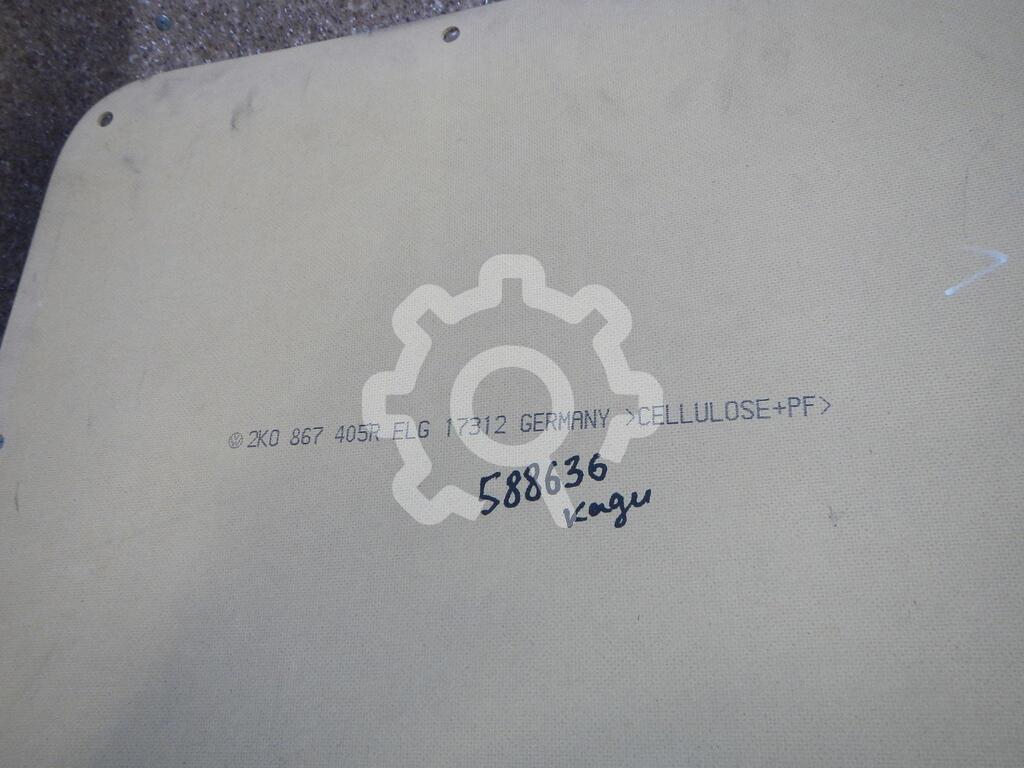 2K0 867 405R ELG 17312 GERMANY >CELLULOSE+PF>
588636
кади